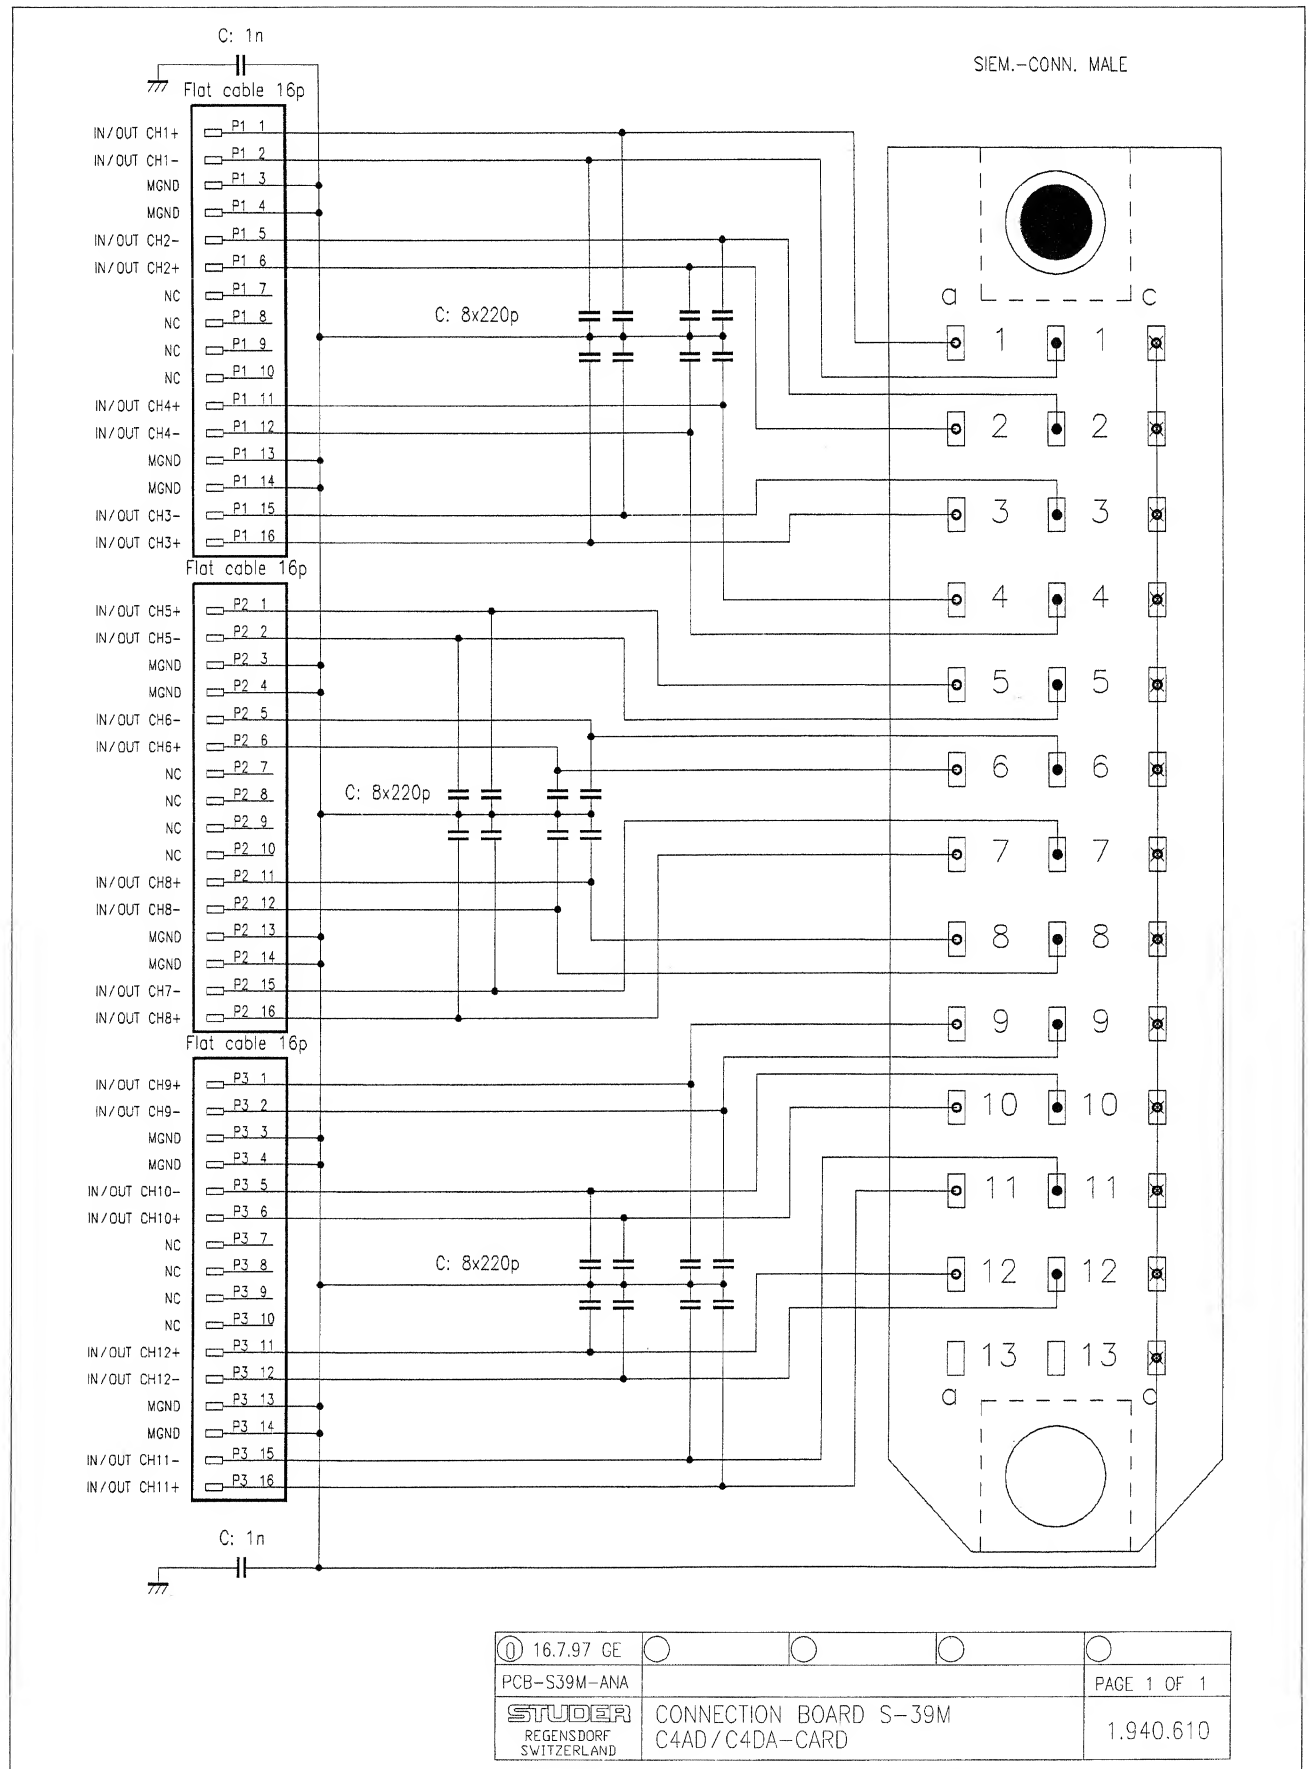 C: 1n
SIEM.-CONN. MALE
Flat cable 16p
IN/OUT CH1+ P1 1
IN/OUT CH1- P1 2
MGND P1 3
MGND P1 4
IN/OUT CH2- P1 5
IN/OUT CH2+ P1 6
NC P1 7
NC P1 8
NC P1 9
NC P1 10
IN/OUT CH4+ P1 11
IN/OUT CH4- P1 12
MGND P1 13
MGND P1 14
IN/OUT CH3- P1 15
IN/OUT CH3+ P1 16
C: 8x220p
Flat cable 16p
IN/OUT CH5+ P2 1
IN/OUT CH5- P2 2
MGND P2 3
MGND P2 4
IN/OUT CH6- P2 5
IN/OUT CH6+ P2 6
NC P2 7
NC P2 8
NC P2 9
NC P2 10
IN/OUT CH8+ P2 11
IN/OUT CH8- P2 12
MGND P2 13
MGND P2 14
IN/OUT CH7- P2 15
IN/OUT CH8+ P2 16
C: 8x220p
Flat cable 16p
IN/OUT CH9+ P3 1
IN/OUT CH9- P3 2
MGND P3 3
MGND P3 4
IN/OUT CH10- P3 5
IN/OUT CH10+ P3 6
NC P3 7
NC P3 8
NC P3 9
NC P3 10
IN/OUT CH12+ P3 11
IN/OUT CH12- P3 12
MGND P3 13
MGND P3 14
IN/OUT CH11- P3 15
IN/OUT CH11+ P3 16
C: 8x220p
C: 1n
a c
1 1
2 2
3 3
4 4
5 5
6 6
7 7
8 8
9 9
10 10
11 11
12 12
13 13
a c
0 16.7.97 GE
PCB-S39M-ANA
PAGE 1 OF 1
STUDER
REGENSDORF
SWITZERLAND
CONNECTION BOARD S-39M
C4AD/C4DA-CARD
1.940.610